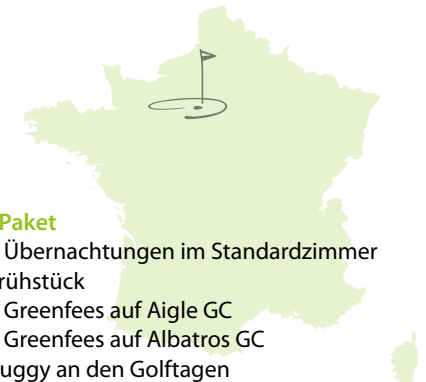 Paket
Übernachtungen im Standardzimmer
rühstück
Greenfees auf Aigle GC
Greenfees auf Albatros GC
uggy an den Golftagen